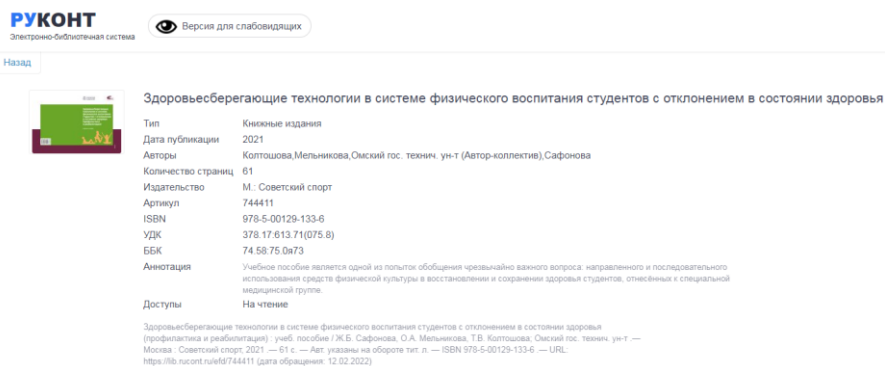 РУКОНТ
Электронно-библиотечная система
Версия для слабовидящих
Назад
Здоровьесберегающие технологии в системе физического воспитания студентов с отклонением в состоянии здоровья
Тип Книжные издания
Дата публикации 2021
Авторы Колтошова,Мельникова,Омский гос. технич. ун-т (Автор-коллектив),Сафонова
Количество страниц 61
Издательство М.: Советский спорт
Артикул 744411
ISBN 978-5-00129-133-6
УДК 378.17:613.71(075.8)
ББК 74.58:75.0я73
Аннотация Учебное пособие является одной из попыток обобщения чрезвычайно важного вопроса: направленного и последовательного
использования средств физической культуры в восстановлении и сохранении здоровья студентов, отнесённых к специальной
медицинской группе.
Доступы На чтение
Здоровьесберегающие технологии в системе физического воспитания студентов с отклонением в состоянии здоровья
(профилактика и реабилитация) : учеб. пособие / Ж.Б. Сафонова, О.А. Мельникова, Т.В. Колтошова; Омский гос. технич. ун-т .—
Москва : Советский спорт, 2021 .— 61 с. — Авт. указаны на обороте тит. л. — ISBN 978-5-00129-133-6 .— URL:
https://lib.rucont.ru/efd/744411 (дата обращения: 12.02.2022)